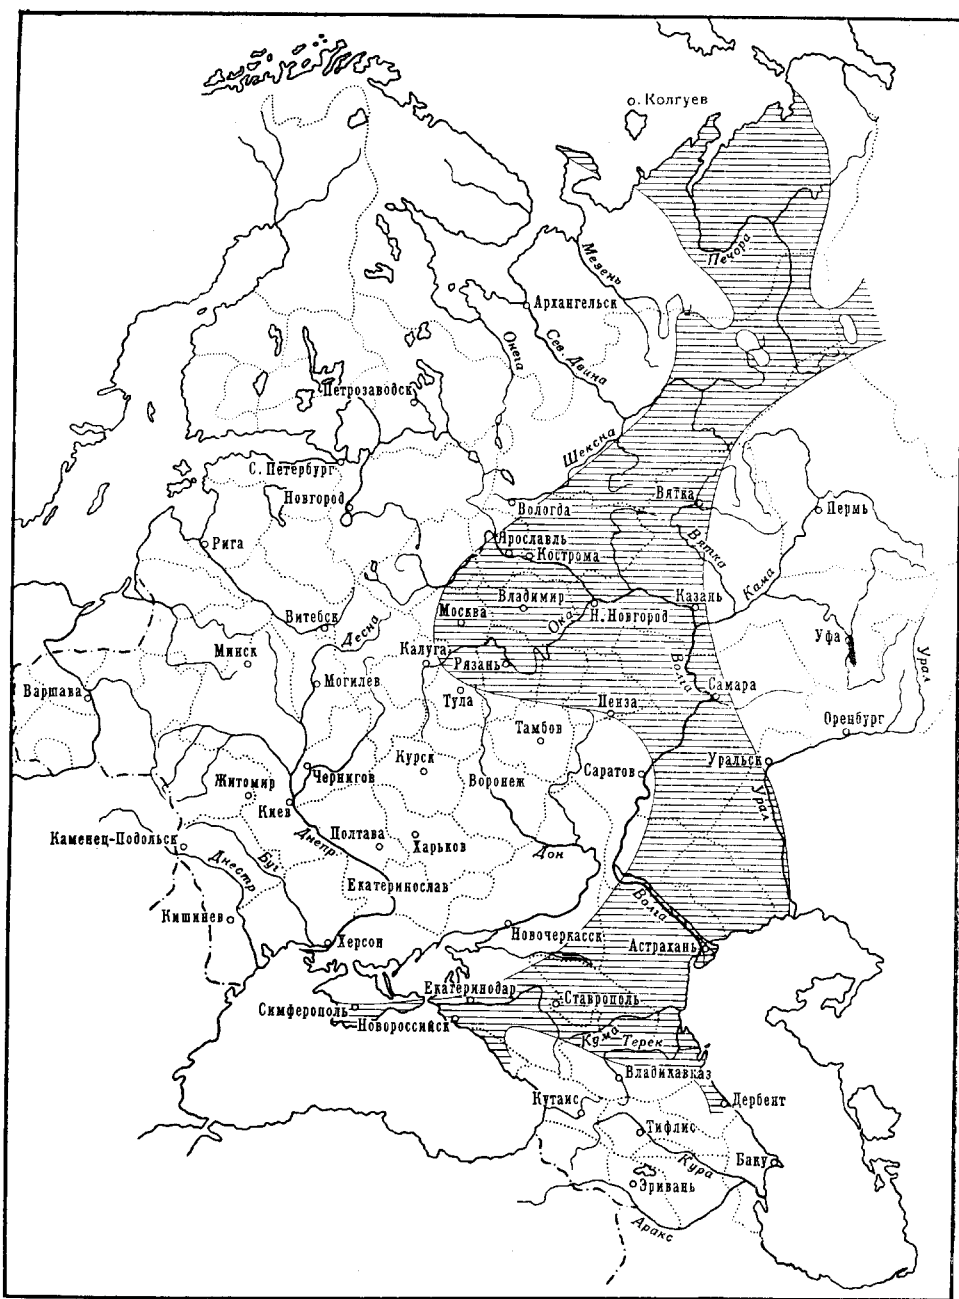 о. Колгуев
Печора
Мезень
Архангельск
Онега
Сев. Двина
Петрозаводск
Шексна
С. Петербург
Новгород
Вологда
Вятка
Пермь
Вятка
Рига
Ярославль
Кострома
Кама
Казань
Владимир
Москва
Ока
Н. Новгород
Витебск
Десна
Уфа
Минск
Калуга
Рязань
Волга
Урал
Варшава
Могилев
Самара
Тула
Пенза
Оренбург
Тамбов
Курск
Чернигов
Воронеж
Саратов
Уральск
Житомир
Урал
Киев
Каменец-Подольск
Днепр
Полтава
Харьков
Буг
Днестр
Дон
Екатеринослав
Волга
Кишинев
Херсон
Новочеркасск
Астрахань
Екатеринодар
Симферополь
Ставрополь
Новороссийск
Кума
Терек
Владикавказ
Кутаис
Дербент
Тифлис
Кура
Баку
Эривань
Аракс